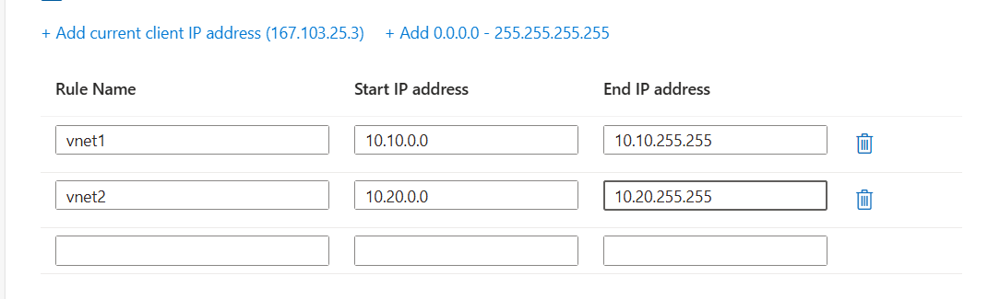 + Add current client IP address (167.103.25.3) + Add 0.0.0.0 - 255.255.255.255
Rule Name Start IP address End IP address
vnet1 10.10.0.0 10.10.255.255
vnet2 10.20.0.0 10.20.255.255